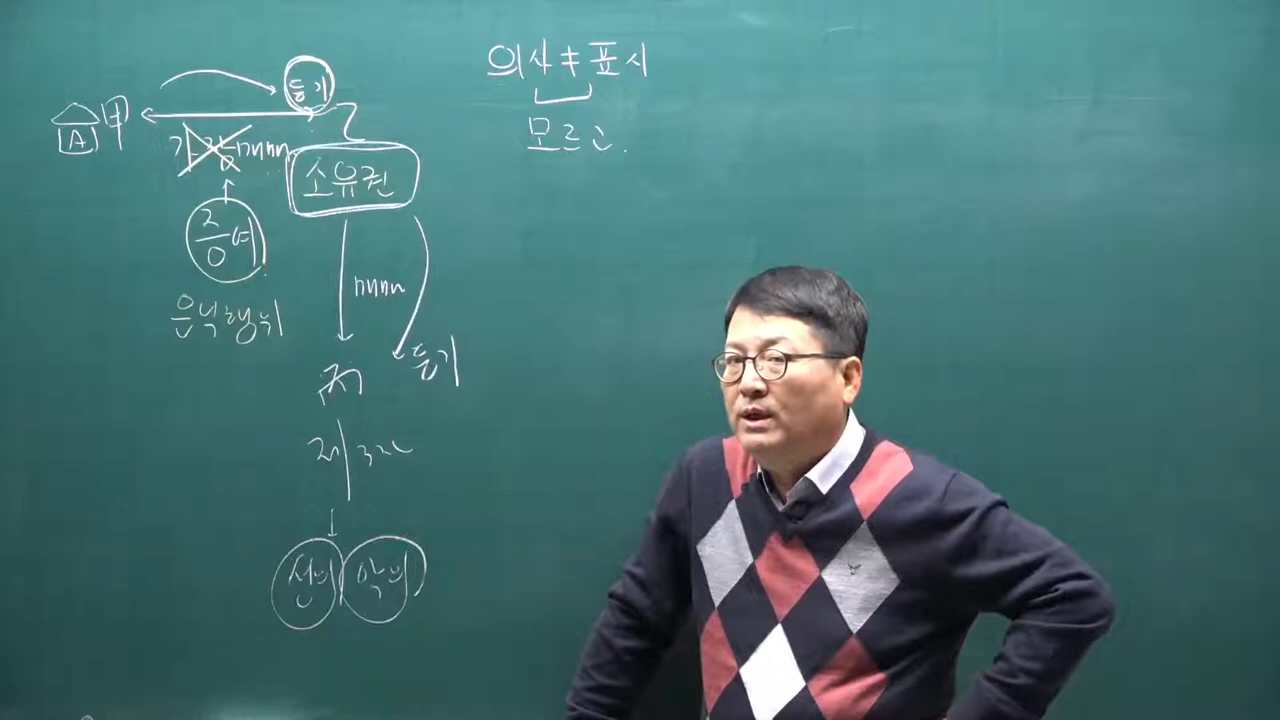 의사≠표시
모르고.
등기
A 甲
가장 매매
소유권
증여
은닉행위
매매
丙
등기
제 3자
선의 악의